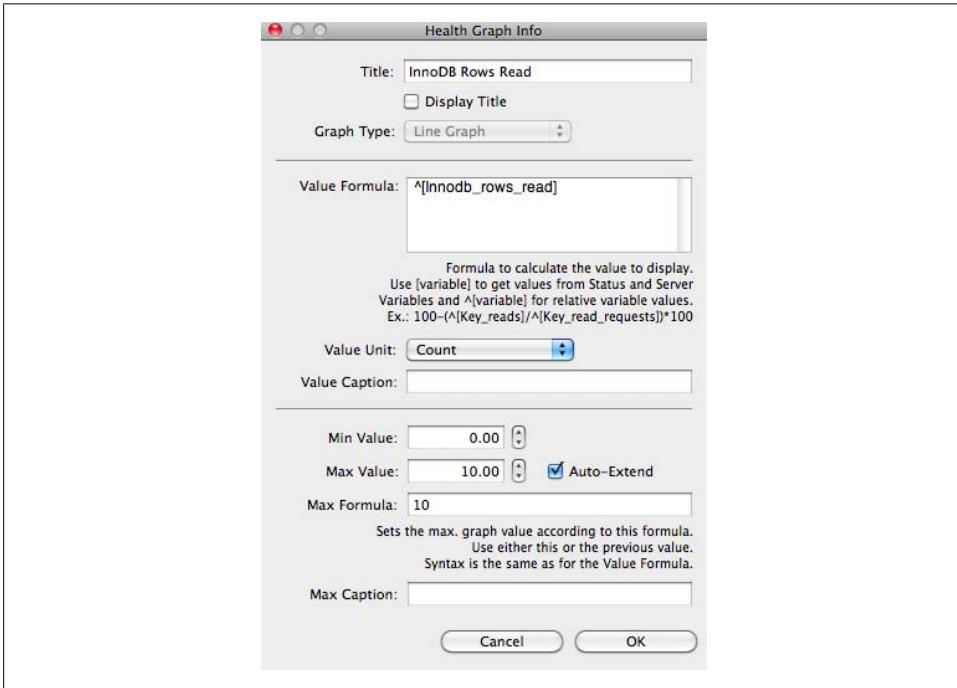 Health Graph Info
Title: InnoDB Rows Read
Display Title
Graph Type: Line Graph
Value Formula: ^[Innodb_rows_read]
Formula to calculate the value to display.
Use [variable] to get values from Status and Server
Variables and ^[variable] for relative variable values.
Ex.: 100-(^[Key_reads]/^[Key_read_requests])*100
Value Unit: Count
Value Caption:
Min Value: 0.00
Max Value: 10.00 Auto-Extend
Max Formula: 10
Sets the max. graph value according to this formula.
Use either this or the previous value.
Syntax is the same as for the Value Formula.
Max Caption:
Cancel OK